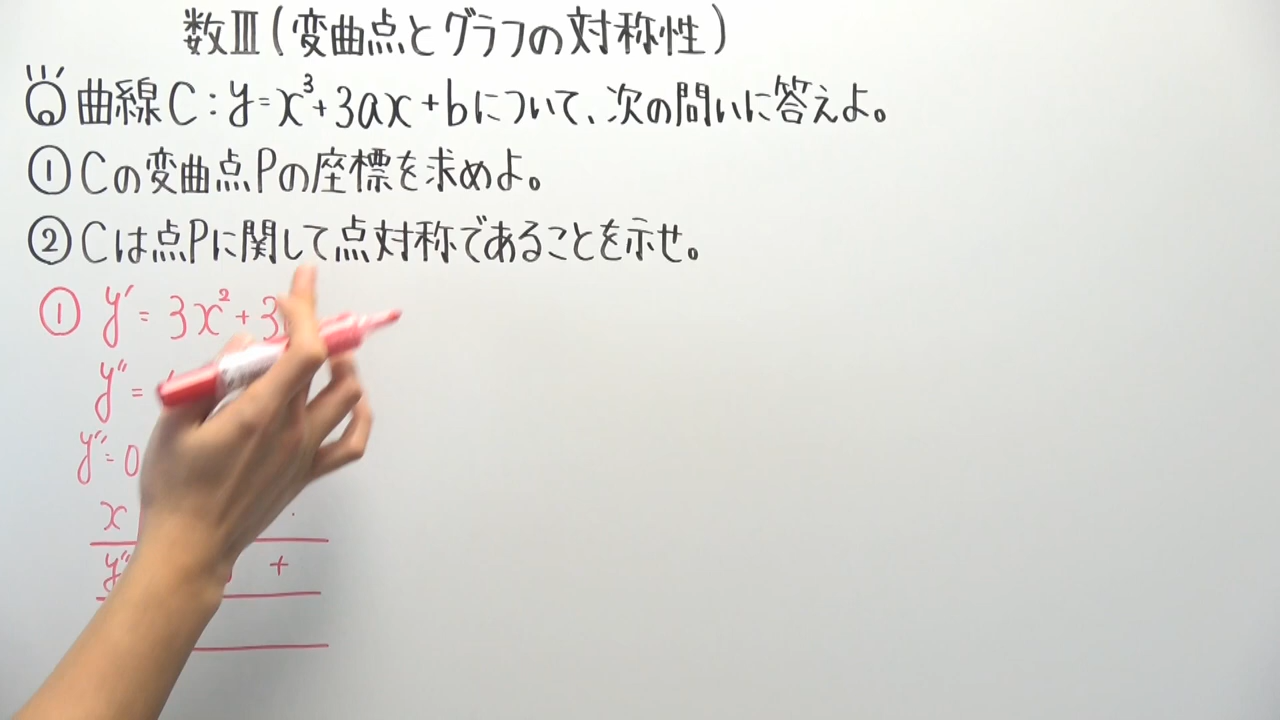 数Ⅲ(変曲点とグラフの対称性)
曲線C:y=x³+3ax+bについて、次の問いに答えよ。
①Cの変曲点Pの座標を求めよ。
②Cは点Pに関して点対称であることを示せ。
① y′=3x²+3
y″=
y″=0
x
y″ +